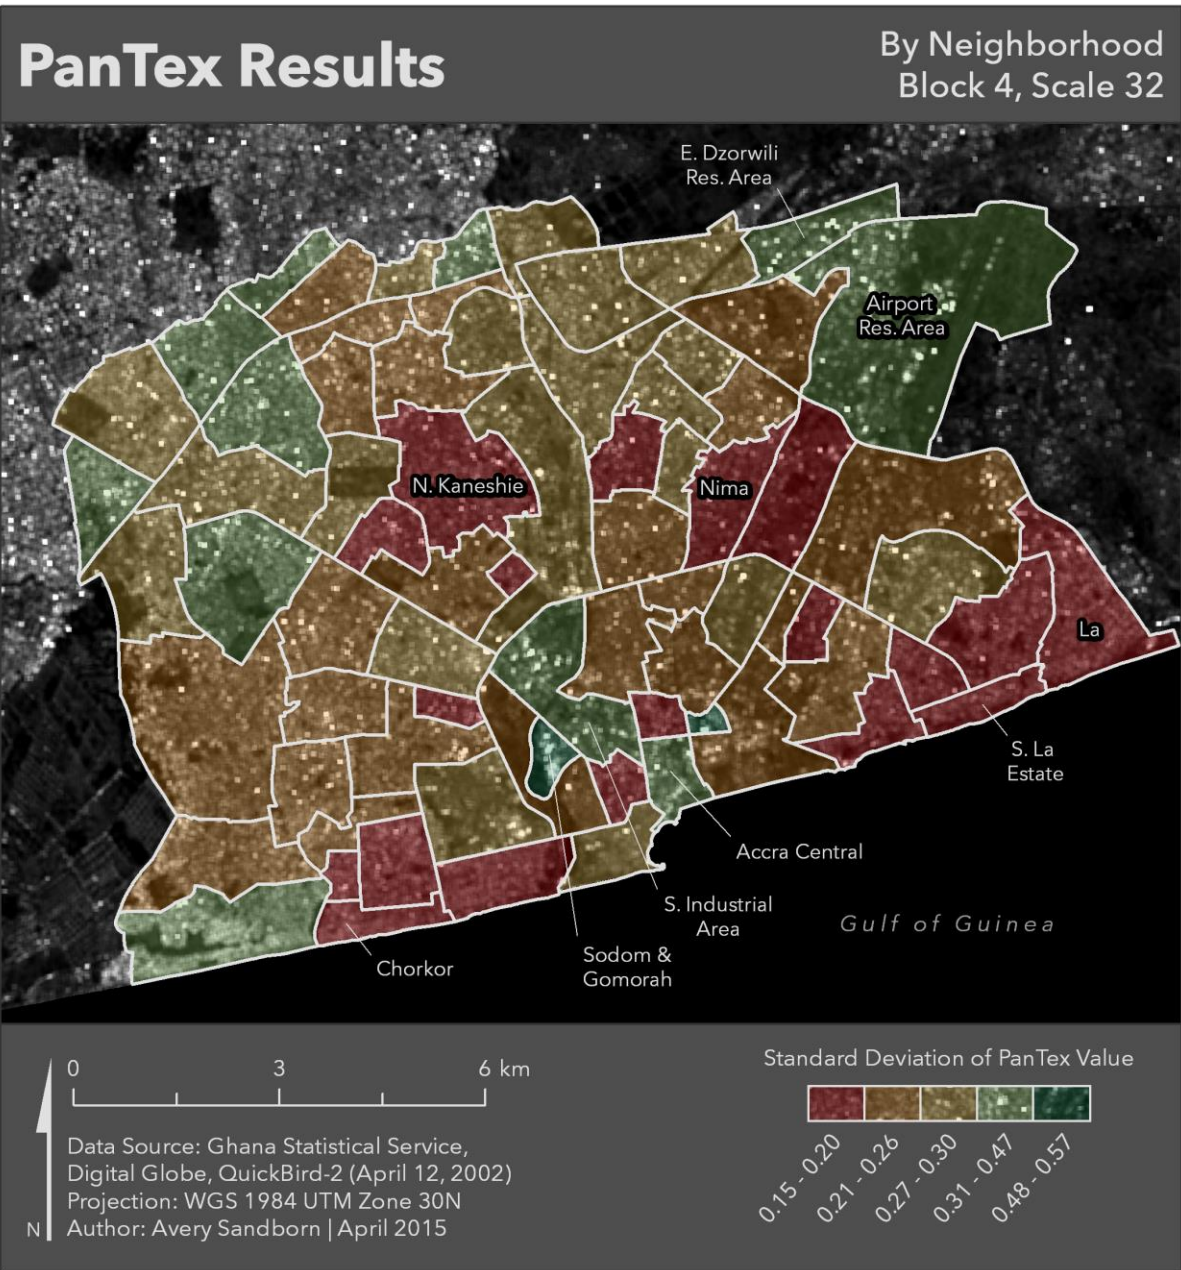 PanTex Results
By Neighborhood
Block 4, Scale 32
E. Dzorwili
Res. Area
Airport
Res. Area
N. Kaneshie
Nima
La
S. La
Estate
Accra Central
S. Industrial
Area
Gulf of Guinea
Sodom &
Gomorah
Chorkor
0 3 6 km
Standard Deviation of PanTex Value
0.15 - 0.20
0.21 - 0.26
0.27 - 0.30
0.31 - 0.47
0.48 - 0.57
Data Source: Ghana Statistical Service,
Digital Globe, QuickBird-2 (April 12, 2002)
Projection: WGS 1984 UTM Zone 30N
N
Author: Avery Sandborn | April 2015